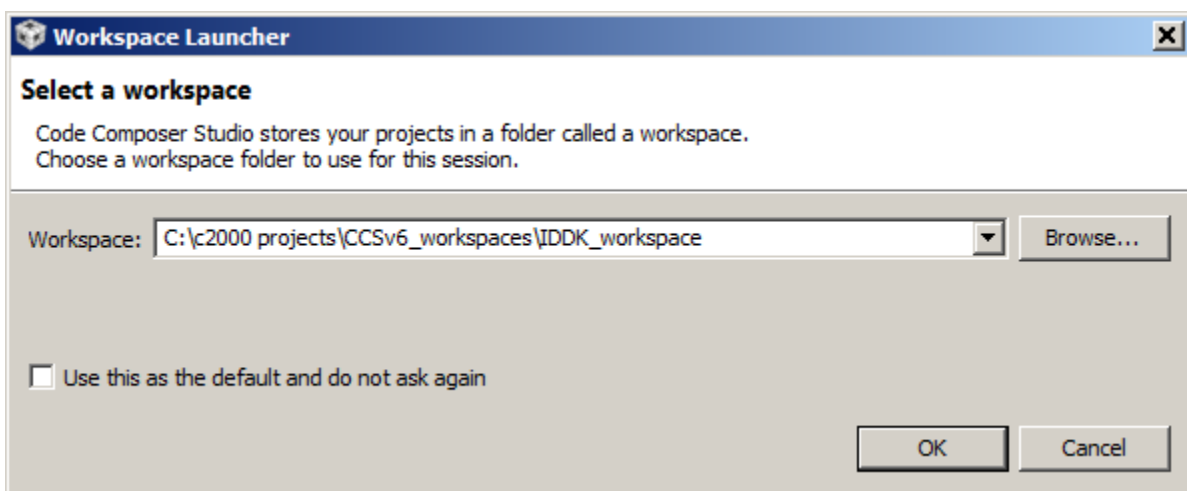 Workspace Launcher
Select a workspace
Code Composer Studio stores your projects in a folder called a workspace.
Choose a workspace folder to use for this session.
Workspace: C:\c2000 projects\CCSv6_workspaces\IDDK_workspace Browse...
Use this as the default and do not ask again
OK Cancel